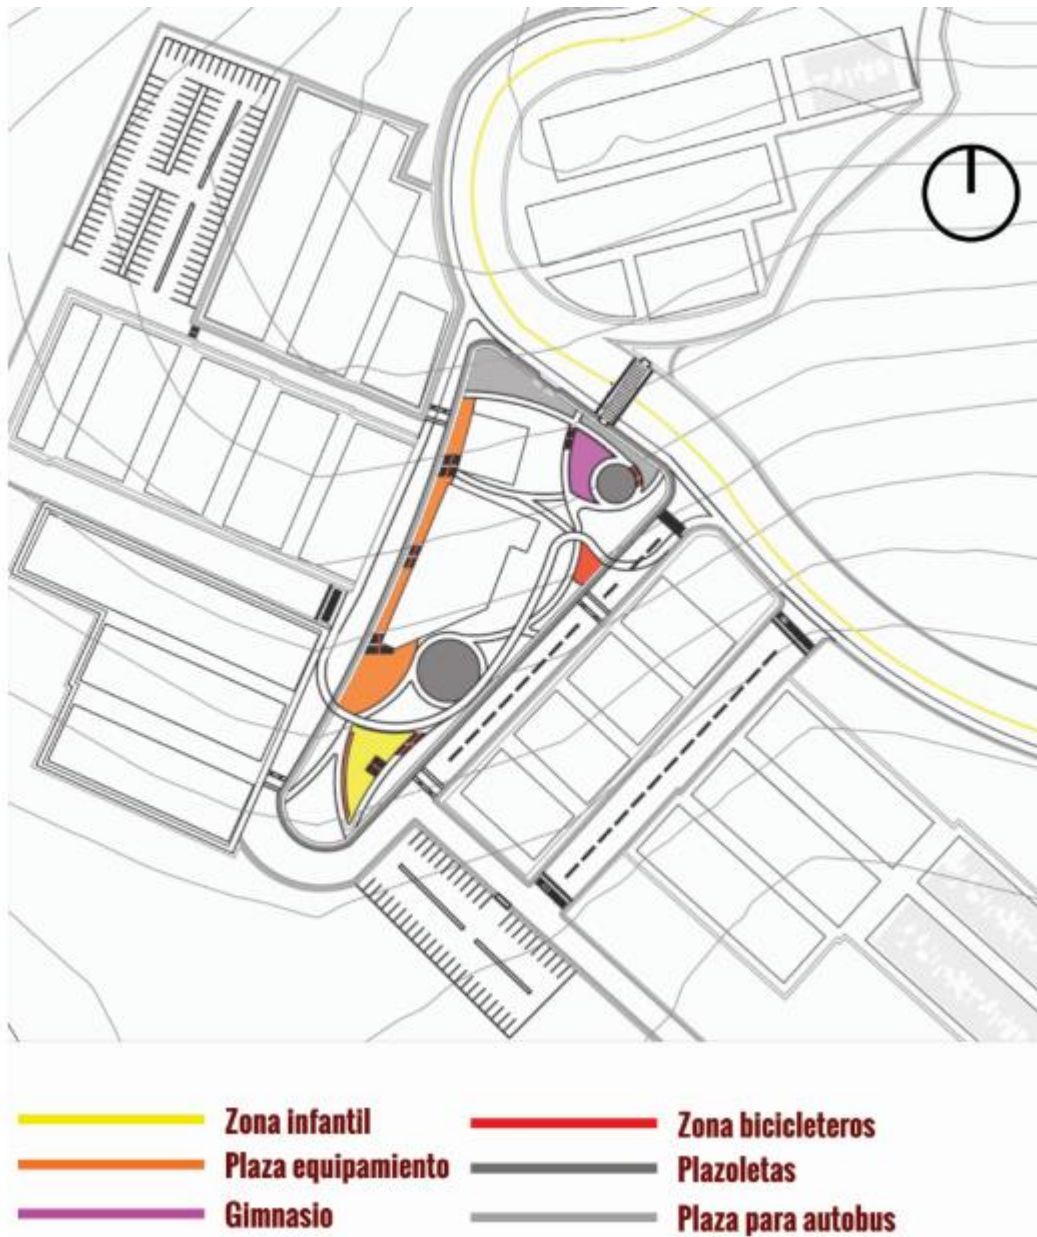 Zona infantil
Plaza equipamiento
Gimnasio
Zona bicicleteros
Plazoletas
Plaza para autobus